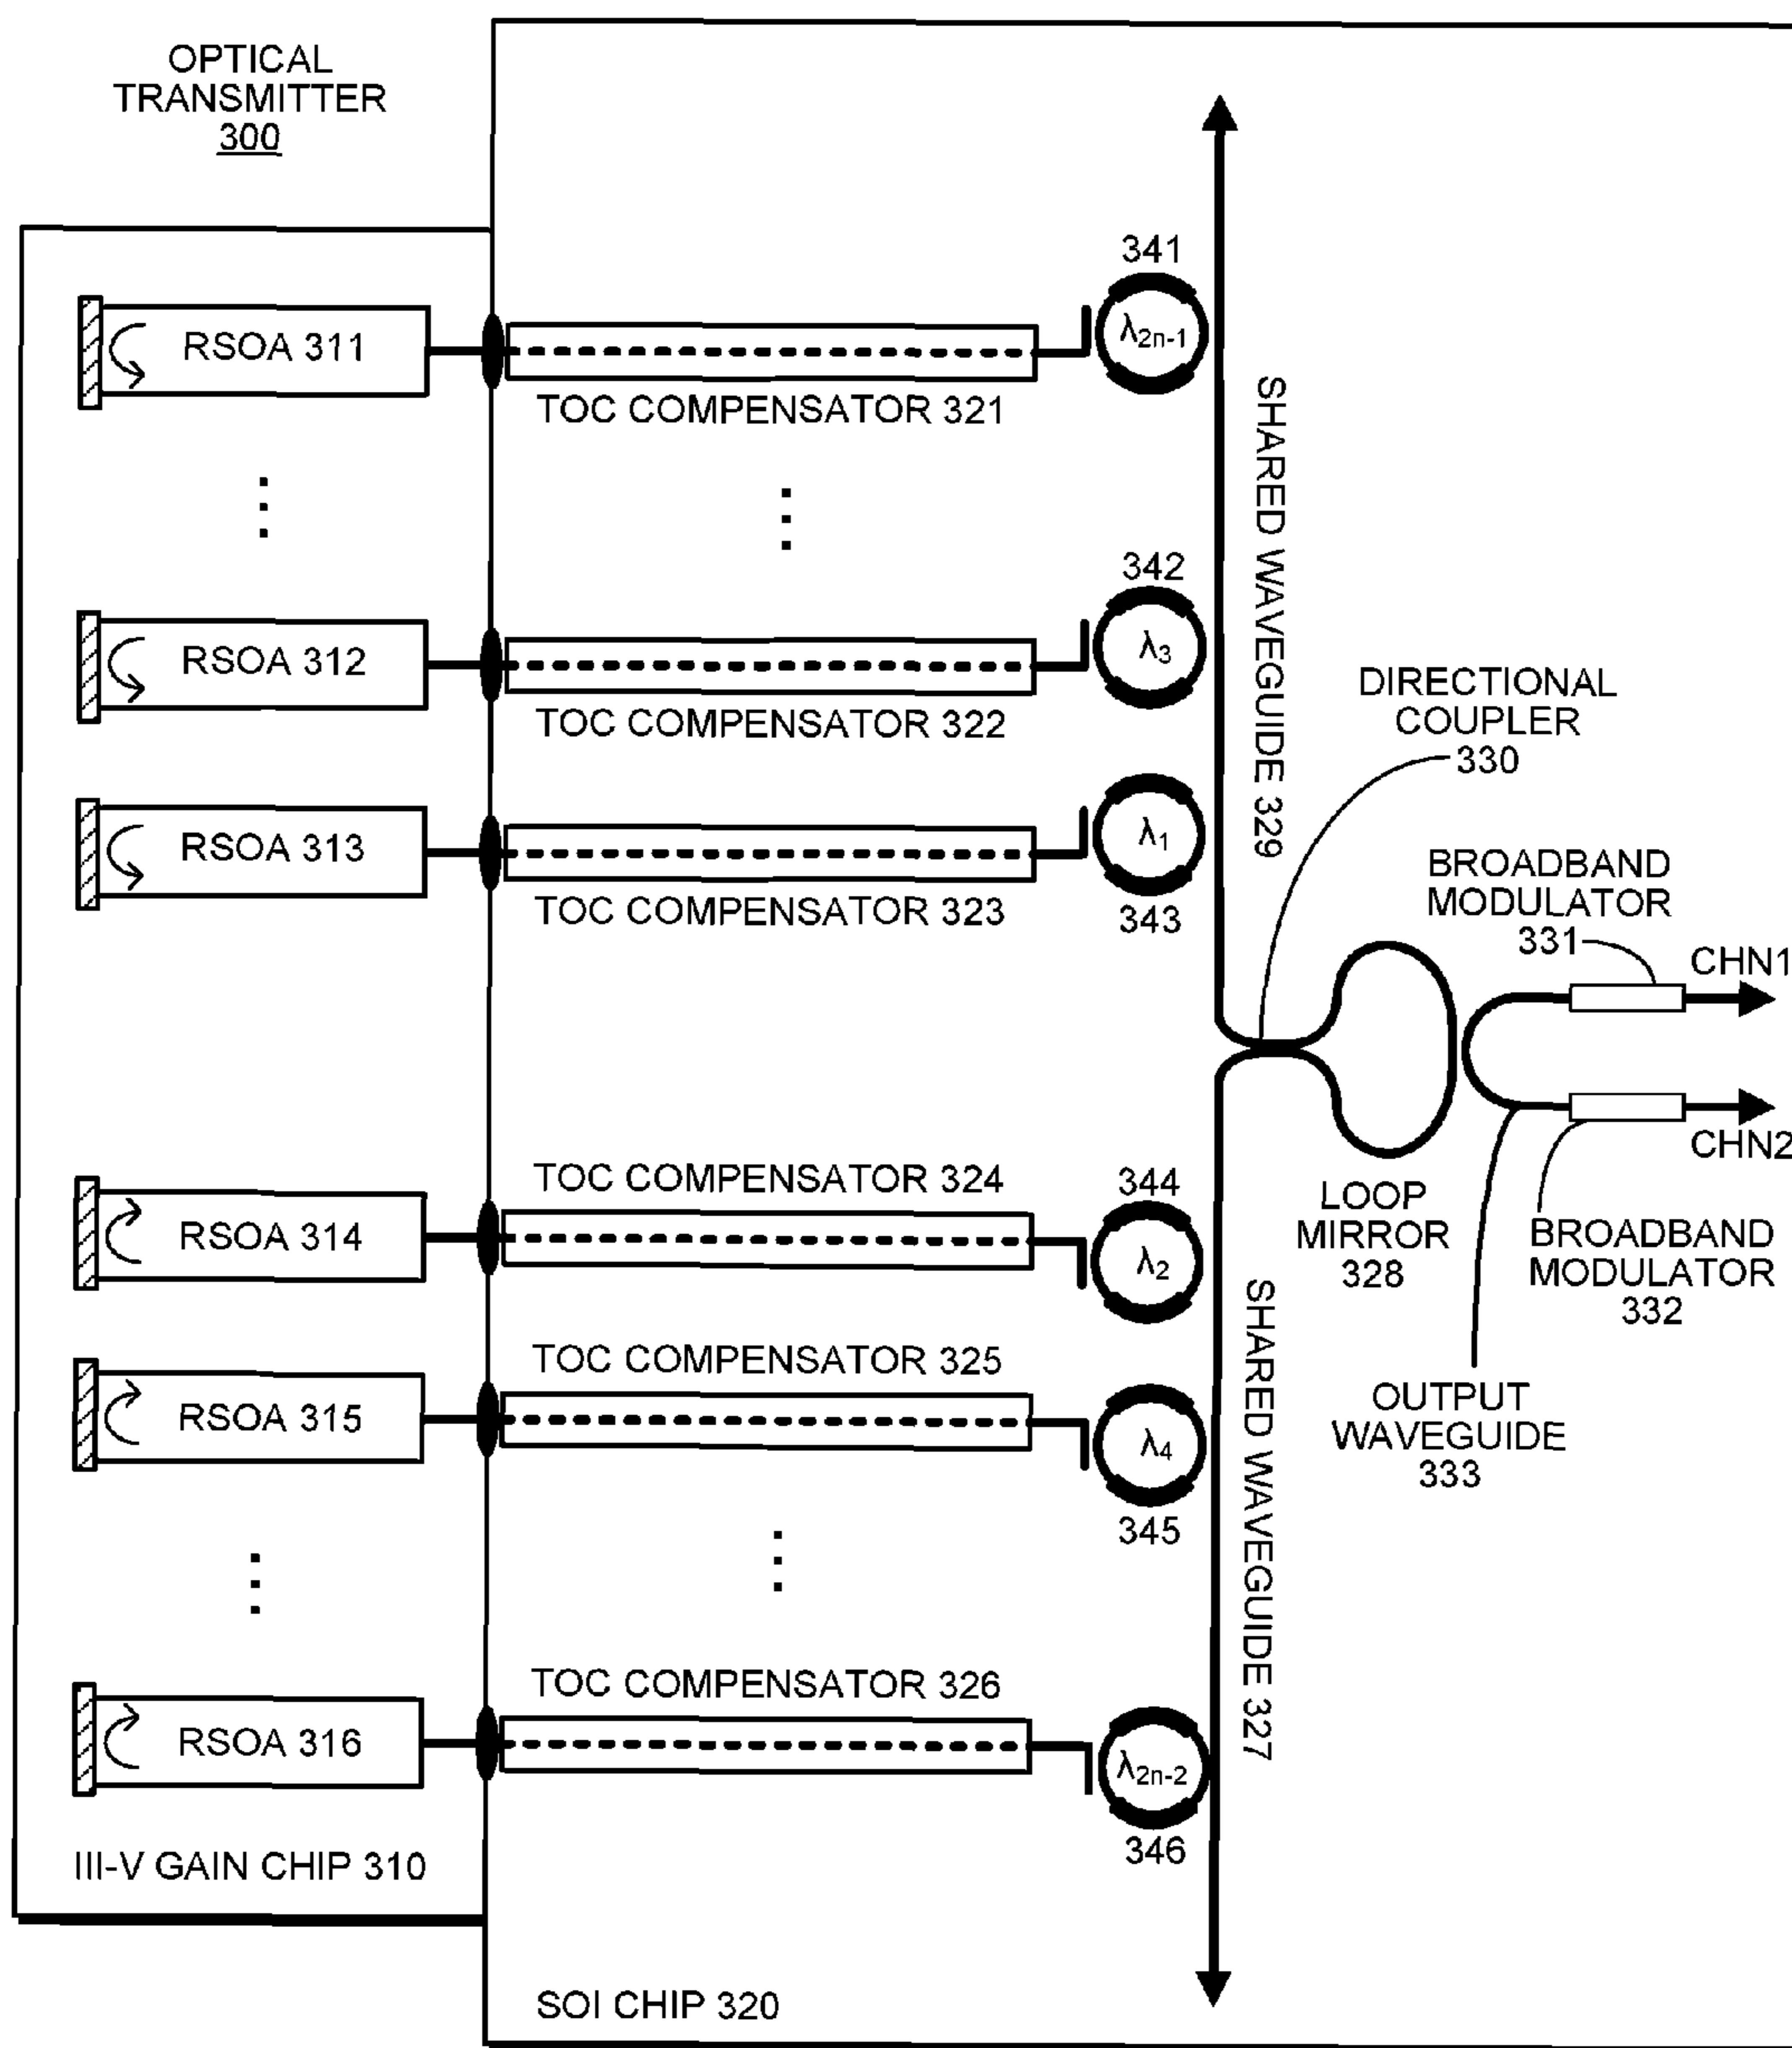 OPTICAL
TRANSMITTER
300
341
RSOA 311
λ2n-1
TOC COMPENSATOR 321
SHARED WAVEGUIDE 329
342
RSOA 312
λ3
TOC COMPENSATOR 322
DIRECTIONAL
COUPLER
330
RSOA 313
λ1
TOC COMPENSATOR 323
343
BROADBAND
MODULATOR
331
CHN1
CHN2
TOC COMPENSATOR 324
344
RSOA 314
λ2
LOOP
MIRROR
328
BROADBAND
MODULATOR
332
SHARED WAVEGUIDE 327
TOC COMPENSATOR 325
RSOA 315
λ4
345
OUTPUT
WAVEGUIDE
333
TOC COMPENSATOR 326
RSOA 316
λ2n-2
346
III-V GAIN CHIP 310
SOI CHIP 320